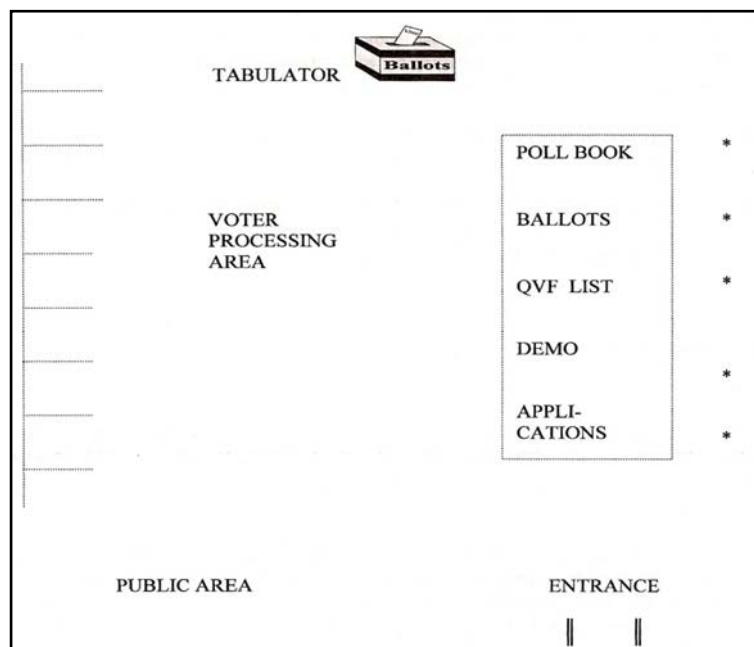 TABULATOR
Ballots
POLL BOOK
*
VOTER
PROCESSING
AREA
BALLOTS
*
QVF LIST
*
DEMO
*
APPLI-
CATIONS
*
PUBLIC AREA
ENTRANCE